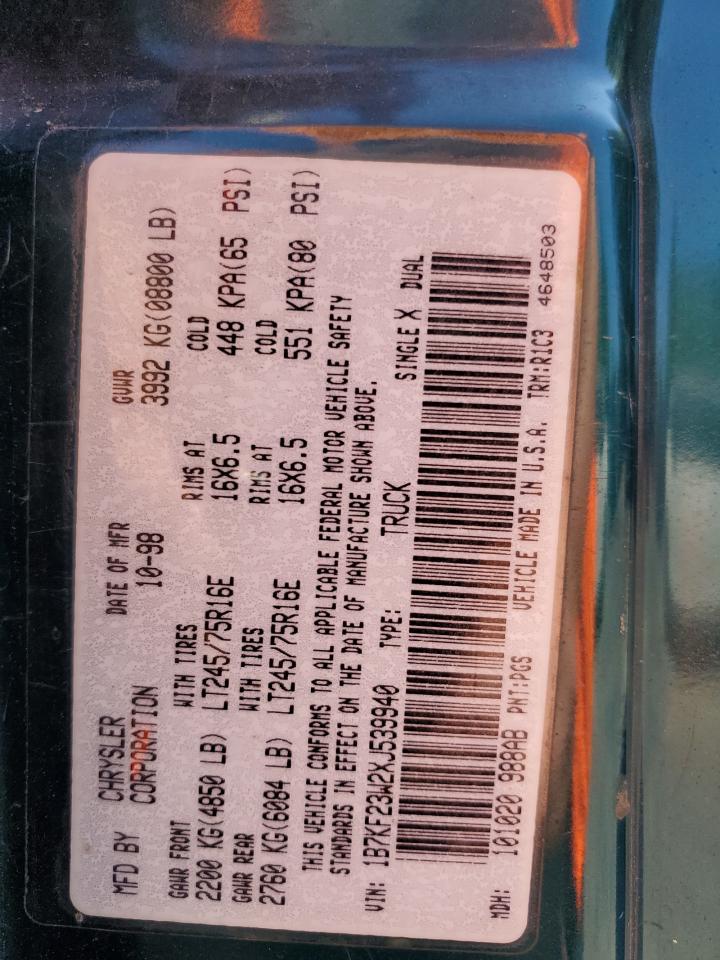 MFD BY CHRYSLER CORPORATION DATE OF MFR 10-98 GVWR 3992 KG(08800 LB)
GAWR FRONT WITH TIRES RIMS AT COLD
2200 KG(4850 LB) LT245/75R16E 16X6.5 448 KPA(65 PSI)
GAWR REAR WITH TIRES RIMS AT COLD
2760 KG(6084 LB) LT245/75R16E 16X6.5 551 KPA(80 PSI)
THIS VEHICLE CONFORMS TO ALL APPLICABLE FEDERAL MOTOR VEHICLE SAFETY
STANDARDS IN EFFECT ON THE DATE OF MANUFACTURE SHOWN ABOVE.
VIN: 1B7KF23W2XJ539940 TYPE: TRUCK SINGLE X DUAL
MDH: 101020 988AB PNT:PGS VEHICLE MADE IN U.S.A. TRM:R1C3 4648503